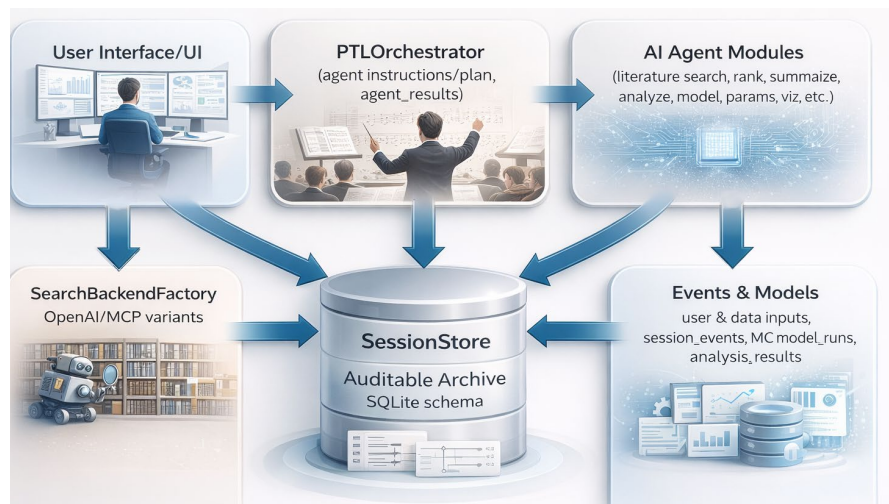 User Interface/UI
PTLOrchestrator
(agent instructions/plan,
agent_results)
AI Agent Modules
(literature search, rank, summaize,
analyze, model, params, viz, etc.)
SearchBackendFactory
OpenAI/MCP variants
SessionStore
Auditable Archive
SQLite schema
Events & Models
user & data inputs,
session_events, MC model_runs,
analysis_results